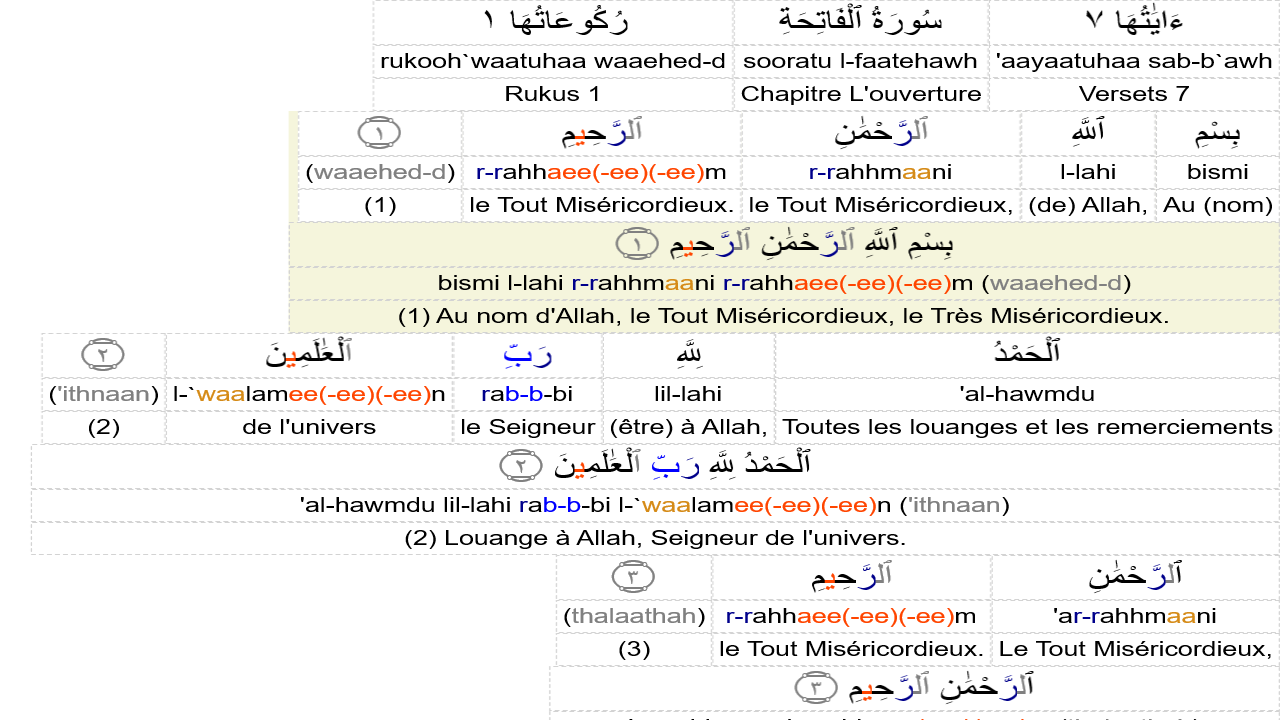 ءَايَٰتُهَا ٧ سُورَةُ ٱلْفَاتِحَةِ رُكُوعَاتُهَا ١
'aayaatuhaa sab-b`awh sooratu l-faatehawh rukooh`waatuhaa waaehed-d
Versets 7 Chapitre L'ouverture Rukus 1
بِسْمِ ٱللَّهِ ٱلرَّحْمَٰنِ ٱلرَّحِيمِ ١
bismi l-lahi r-rahhmaani r-rahhaee(-ee)(-ee)m (waaehed-d)
Au (nom) (de) Allah, le Tout Miséricordieux, le Tout Miséricordieux. (1)
بِسْمِ ٱللَّهِ ٱلرَّحْمَٰنِ ٱلرَّحِيمِ ١
bismi l-lahi r-rahhmaani r-rahhaee(-ee)(-ee)m (waaehed-d)
(1) Au nom d'Allah, le Tout Miséricordieux, le Très Miséricordieux.
ٱلْحَمْدُ لِلَّهِ رَبِّ ٱلْعَٰلَمِينَ ٢
'al-hawmdu lil-lahi rab-b-bi l-`waalamee(-ee)(-ee)n ('ithnaan)
Toutes les louanges et les remerciements (être) à Allah, le Seigneur de l'univers (2)
ٱلْحَمْدُ لِلَّهِ رَبِّ ٱلْعَٰلَمِينَ ٢
'al-hawmdu lil-lahi rab-b-bi l-`waalamee(-ee)(-ee)n ('ithnaan)
(2) Louange à Allah, Seigneur de l'univers.
ٱلرَّحْمَٰنِ ٱلرَّحِيمِ ٣
'ar-rahhmaani r-rahhaee(-ee)(-ee)m (thalaathah)
Le Tout Miséricordieux, le Tout Miséricordieux. (3)
ٱلرَّحْمَٰنِ ٱلرَّحِيمِ ٣